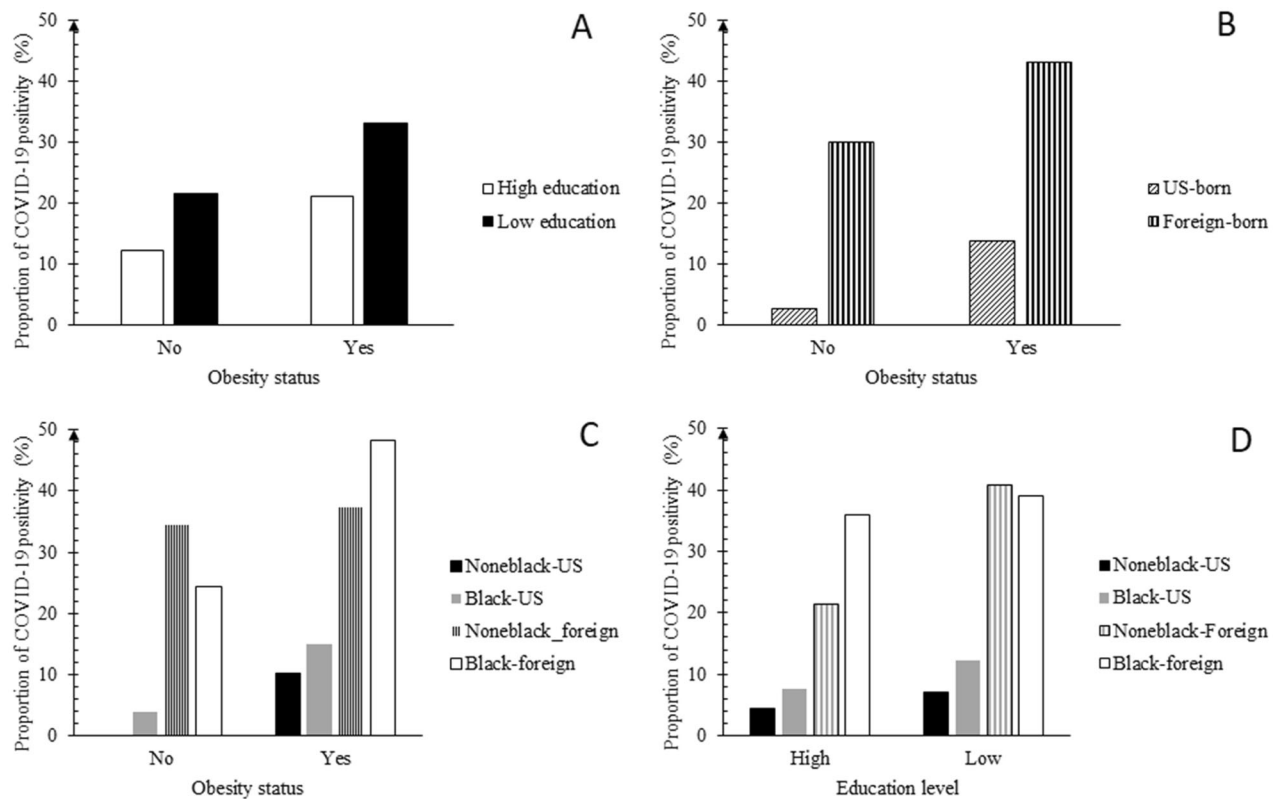 A
Proportion of COVID-19 positivity (%)
50
40
30
20
10
0
No
Yes
Obesity status
High education
Low education
B
Proportion of COVID-19 positivity (%)
50
40
30
20
10
0
No
Yes
Obesity status
US-born
Foreign-born
C
Proportion of COVID-19 positivity (%)
50
40
30
20
10
0
No
Yes
Obesity status
Noneblack-US
Black-US
Noneblack_foreign
Black-foreign
D
Proportion of COVID-19 positivity (%)
50
40
30
20
10
0
High
Low
Education level
Noneblack-US
Black-US
Noneblack-Foreign
Black-foreign